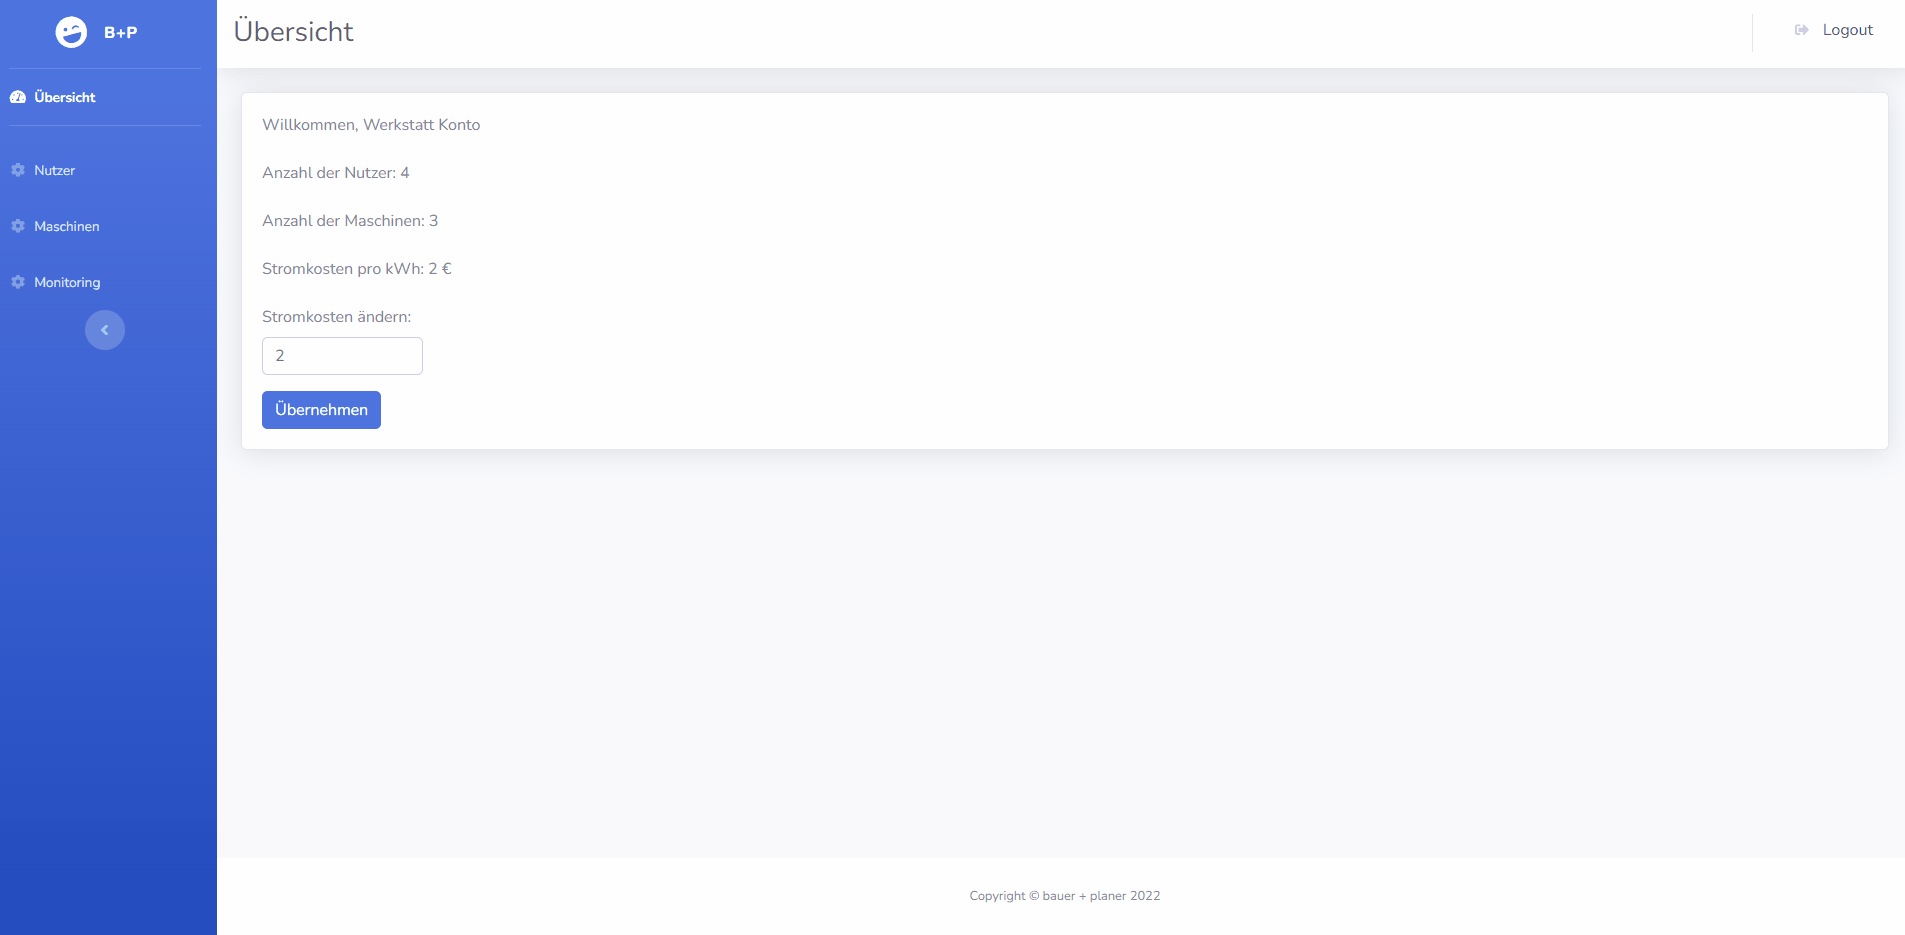 B+P
Übersicht
Nutzer
Maschinen
Monitoring
Übersicht
Logout
Willkommen, Werkstatt Konto
Anzahl der Nutzer: 4
Anzahl der Maschinen: 3
Stromkosten pro kWh: 2 €
Stromkosten ändern:
2
Übernehmen
Copyright © bauer + planer 2022